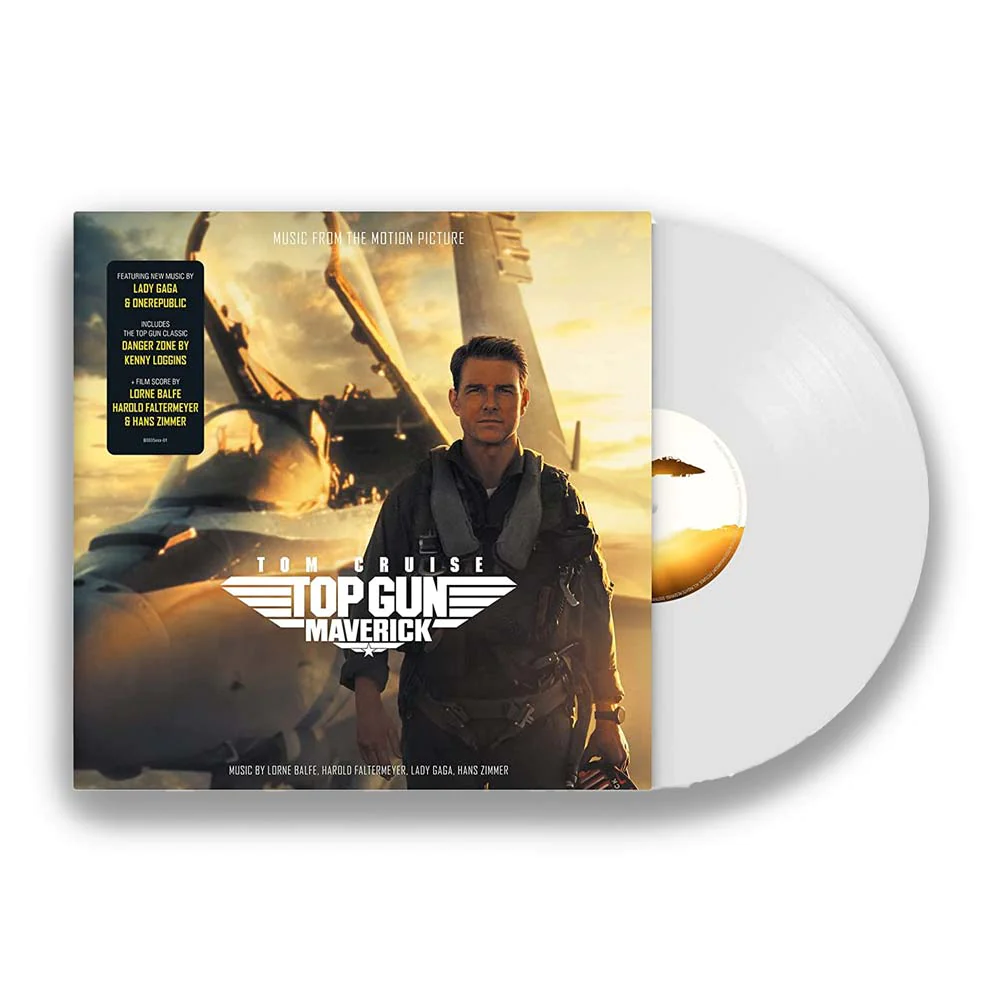 MUSIC FROM THE MOTION PICTURE
FEATURING NEW MUSIC BY
LADY GAGA
& ONEREPUBLIC
INCLUDES
THE TOP GUN CLASSIC
DANGER ZONE BY
KENNY LOGGINS
+ FILM SCORE BY
LORNE BALFE
HAROLD FALTERMEYER
& HANS ZIMMER
TOM CRUISE
TOP GUN
MAVERICK
MUSIC BY LORNE BALFE, HAROLD FALTERMEYER, LADY GAGA, HANS ZIMMER